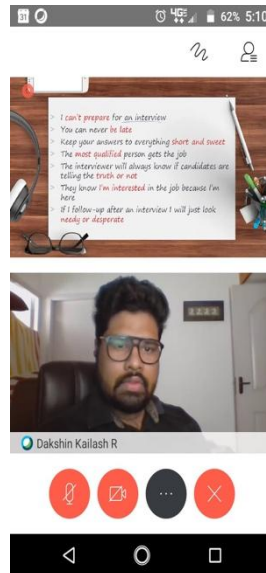 31 4G 62% 5:10
> I can't prepare for an interview
> You can never be late
> Keep your answers to everything short and sweet
> The most qualified person gets the job
> The interviewer will always know if candidates are
telling the truth or not
> They know I'm interested in the job because I'm
here
> If I follow-up after an interview I will just look
needy or desperate
Dakshin Kailash R